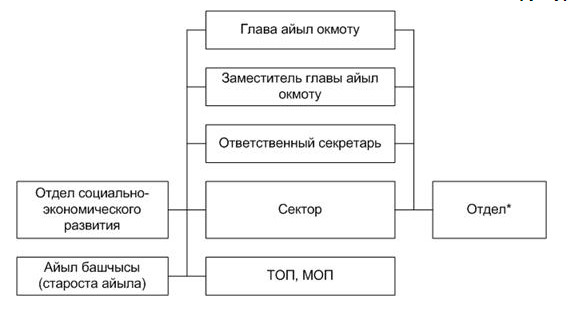 Глава айыл окмоту
Заместитель главы айыл
окмоту
Ответственный секретарь
Отдел социально-
экономического
развития
Сектор
Отдел*
Айыл башчысы
(староста айыла)
ТОП, МОП